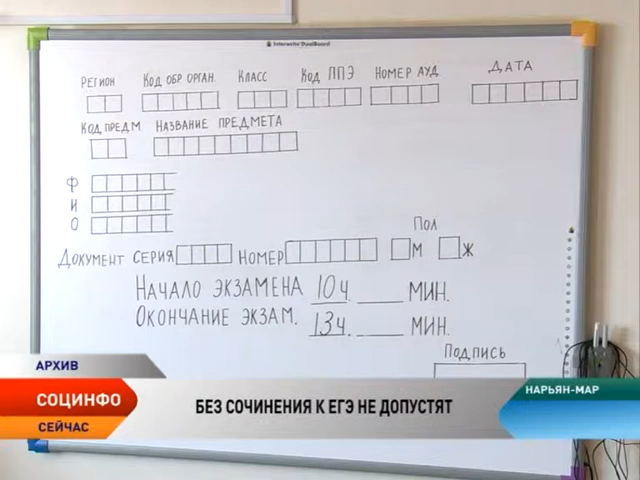 Interwrite DualBoard
Регион Код обр орган. Класс Код ППЭ Номер ауд Дата
Код предм Название предмета
Ф
И
О
Пол
Документ серия Номер М Ж
Начало экзамена 10ч. мин.
Окончание экзам. 13ч. мин.
Подпись
АРХИВ
СОЦИНФО
СЕЙЧАС
БЕЗ СОЧИНЕНИЯ К ЕГЭ НЕ ДОПУСТЯТ
НАРЬЯН-МАР